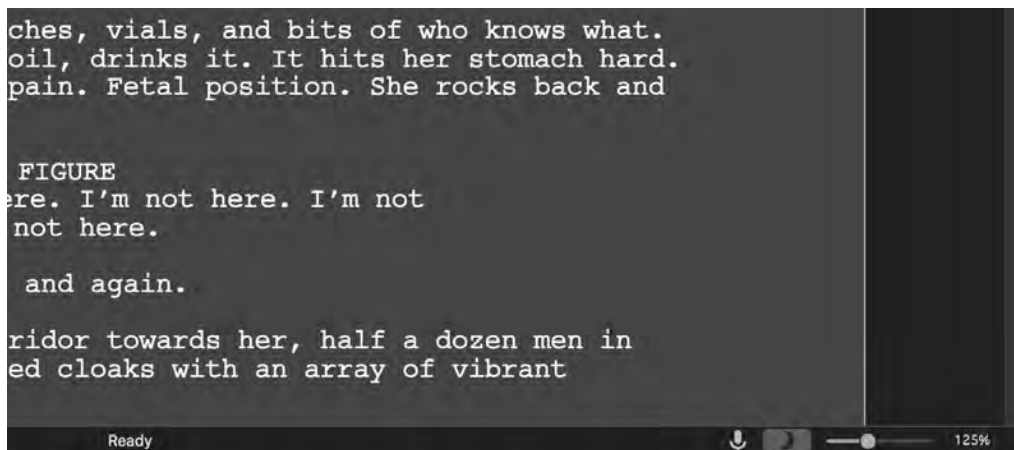 ches, vials, and bits of who knows what.
oil, drinks it. It hits her stomach hard.
pain. Fetal position. She rocks back and
FIGURE
ere. I'm not here. I'm not
not here.
and again.
ridor towards her, half a dozen men in
ed cloaks with an array of vibrant
Ready
125%